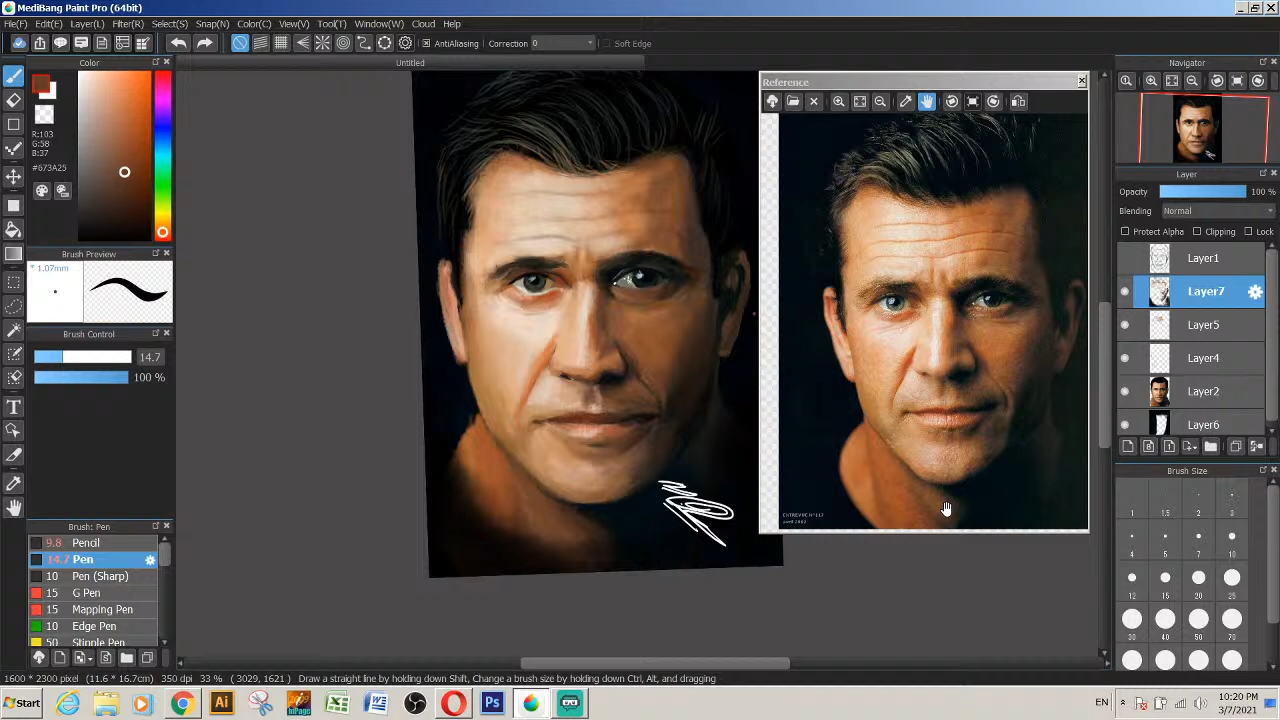 MediBang Paint Pro (64bit)
File(F) Edit(E) Layer(L) Filter(R) Select(S) Snap(N) Color(C) View(V) Tool(T) Window(W) Cloud Help
AntiAliasing Correction 0 Soft Edge
Untitled
Color
R:103
G:58
B:37
#673A25
Brush Preview
* 1.07mm
Brush Control
14.7
100 %
Brush: Pen
9.8 Pencil
14.7 Pen
10 Pen (Sharp)
15 G Pen
15 Mapping Pen
10 Edge Pen
50 Stipple Pen
Reference
ENTREVUE N°117
Navigator
Layer
Opacity 100 %
Blending Normal
Protect Alpha Clipping Lock
Layer1
Layer7
Layer5
Layer4
Layer2
Layer6
Brush Size
1 1.5 2 3
4 5 7 10
12 15 20 25
30 40 50 70
1600 * 2300 pixel (11.6 * 16.7cm) 350 dpi 33 % ( 3029, 1621 ) Draw a straight line by holding down Shift, Change a brush size by holding down Ctrl, Alt, and dragging
Start
Ai
Ps
EN
10:20 PM
3/7/2021